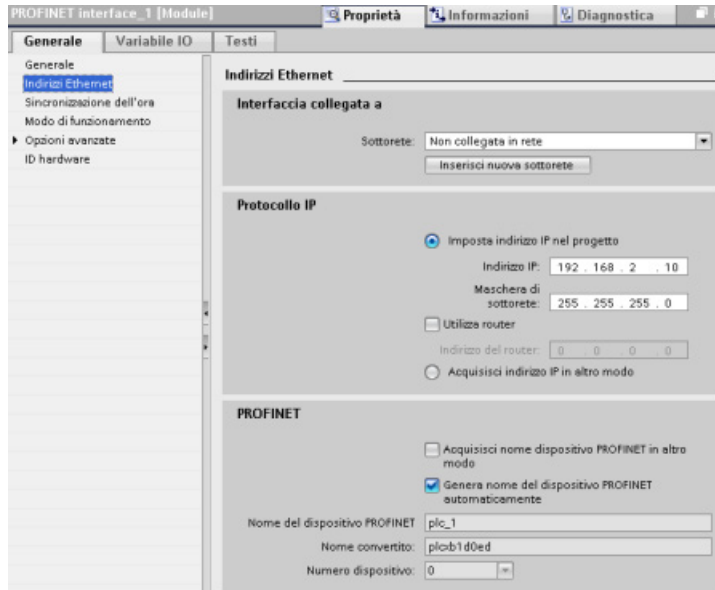 PROFINET interface_1 [Module]
Proprietà
Informazioni
Diagnostica
Generale
Variabile IO
Testi
Generale
Indirizzi Ethernet
Sincronizzazione dell'ora
Modo di funzionamento
Opzioni avanzate
ID hardware
Indirizzi Ethernet
Interfaccia collegata a
Sottorete: Non collegata in rete
Inserisci nuova sottorete
Protocollo IP
Imposta indirizzo IP nel progetto
Indirizzo IP: 192 . 168 . 2 . 10
Maschera di
sottorete: 255 . 255 . 255 . 0
Utilizza router
Indirizzo del router: 0 . 0 . 0 . 0
Acquisisci indirizzo IP in altro modo
PROFINET
Acquisisci nome dispositivo PROFINET in altro
modo
Genera nome del dispositivo PROFINET
automaticamente
Nome del dispositivo PROFINET plc_1
Nome convertito: plcxb1d0ed
Numero dispositivo: 0